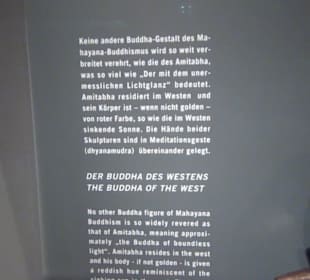 Keine andere Buddha-Gestalt des Ma-
hayana-Buddhismus wird so weit ver-
breitet verehrt, wie die des Amitabha,
was so viel wie „Der mit dem uner-
messlichen Lichtglanz" bedeutet.
Amitabha residiert im Westen und
sein Körper ist – wenn nicht golden –
von roter Farbe, so wie die im Westen
sinkende Sonne. Die Hände beider
Skulpturen sind in Meditationsgeste
(dhyanamudra) übereinander gelegt.
DER BUDDHA DES WESTENS
THE BUDDHA OF THE WEST
No other Buddha figure of Mahayana
Buddhism is so widely revered as
that of Amitabha, meaning approxi-
mately „the Buddha of boundless
light". Amitabha resides in the west
and his body - if not golden - is given
a reddish hue reminiscent of the